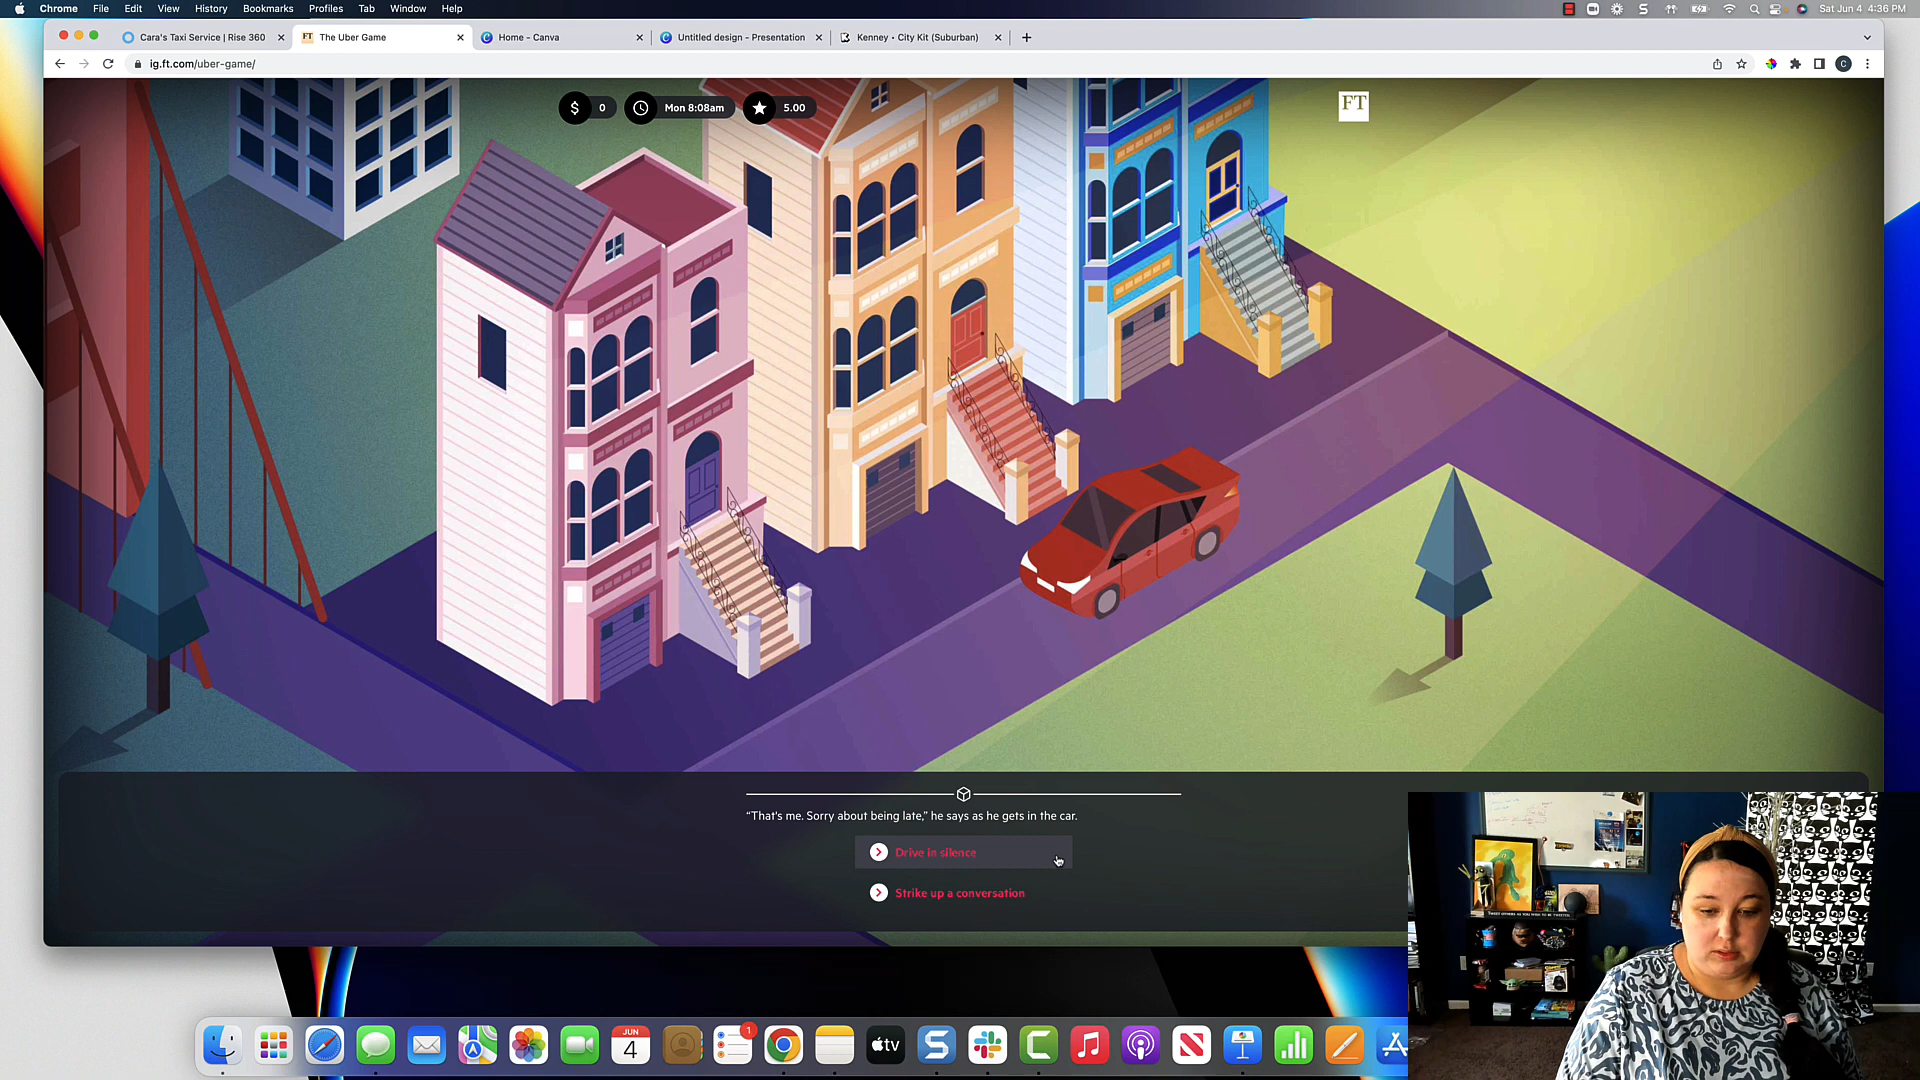 Chrome File Edit View History Bookmarks Profiles Tab Window Help
Sat Jun 4 4:36 PM
Cara's Taxi Service | Rise 360
FT The Uber Game
Home - Canva
Untitled design - Presentation
Kenney • City Kit (Suburban)
ig.ft.com/uber-game/
C
$ 0
Mon 8:08am
5.00
FT
“That's me. Sorry about being late,” he says as he gets in the car.
Drive in silence
Strike up a conversation
JUN
4
1
tv